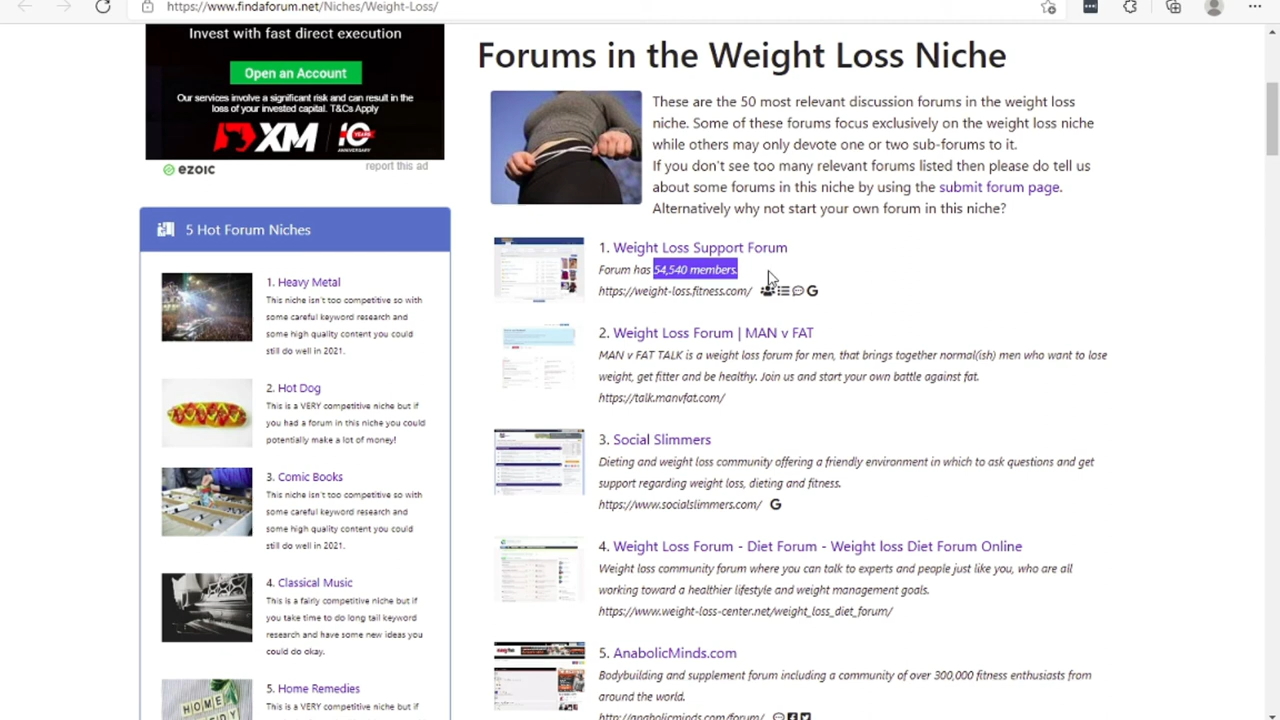 https://www.findaforum.net/Niches/Weight-Loss/
Invest with fast direct execution
Open an Account
Our services involve a significant risk and can result in the
loss of your invested capital. T&Cs Apply
XM
10
YEARS
ANNIVERSARY
ezoic
report this ad
5 Hot Forum Niches
1. Heavy Metal
This niche isn't too competitive so with
some careful keyword research and
some high quality content you could
still do well in 2021.
2. Hot Dog
This is a VERY competitive niche but if
you had a forum in this niche you could
potentially make a lot of money!
3. Comic Books
This niche isn't too competitive so with
some careful keyword research and
some high quality content you could
still do well in 2021.
4. Classical Music
This is a fairly competitive niche but if
you take time to do long tail keyword
research and have some new ideas you
could do okay.
HOME
5. Home Remedies
This is a VERY competitive niche but if
Forums in the Weight Loss Niche
These are the 50 most relevant discussion forums in the weight loss
niche. Some of these forums focus exclusively on the weight loss niche
while others may only devote one or two sub-forums to it.
If you don't see too many relevant forums listed then please do tell us
about some forums in this niche by using the submit forum page.
Alternatively why not start your own forum in this niche?
1. Weight Loss Support Forum
Forum has 54,540 members.
https://weight-loss.fitness.com/
2. Weight Loss Forum | MAN v FAT
MAN v FAT TALK is a weight loss forum for men, that brings together normal(ish) men who want to lose
weight, get fitter and be healthy. Join us and start your own battle against fat.
https://talk.manvfat.com/
3. Social Slimmers
Dieting and weight loss community offering a friendly environment in which to ask questions and get
support regarding weight loss, dieting and fitness.
https://www.socialslimmers.com/
4. Weight Loss Forum - Diet Forum - Weight loss Diet Forum Online
Weight loss community forum where you can talk to experts and people just like you, who are all
working toward a healthier lifestyle and weight management goals.
https://www.weight-loss-center.net/weight_loss_diet_forum/
5. AnabolicMinds.com
Bodybuilding and supplement forum including a community of over 300,000 fitness enthusiasts from
around the world.
http://anabolicminds.com/forum/